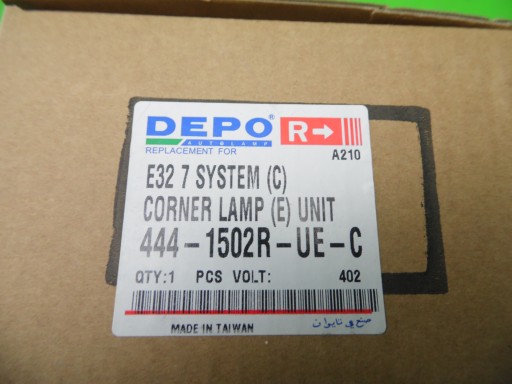 DEPO® R→
AUTOLAMP
REPLACEMENT FOR
A210
E32 7 SYSTEM (C)
CORNER LAMP (E) UNIT
444-1502R-UE-C
QTY:1 PCS VOLT: 402
MADE IN TAIWAN صنع في تايوان